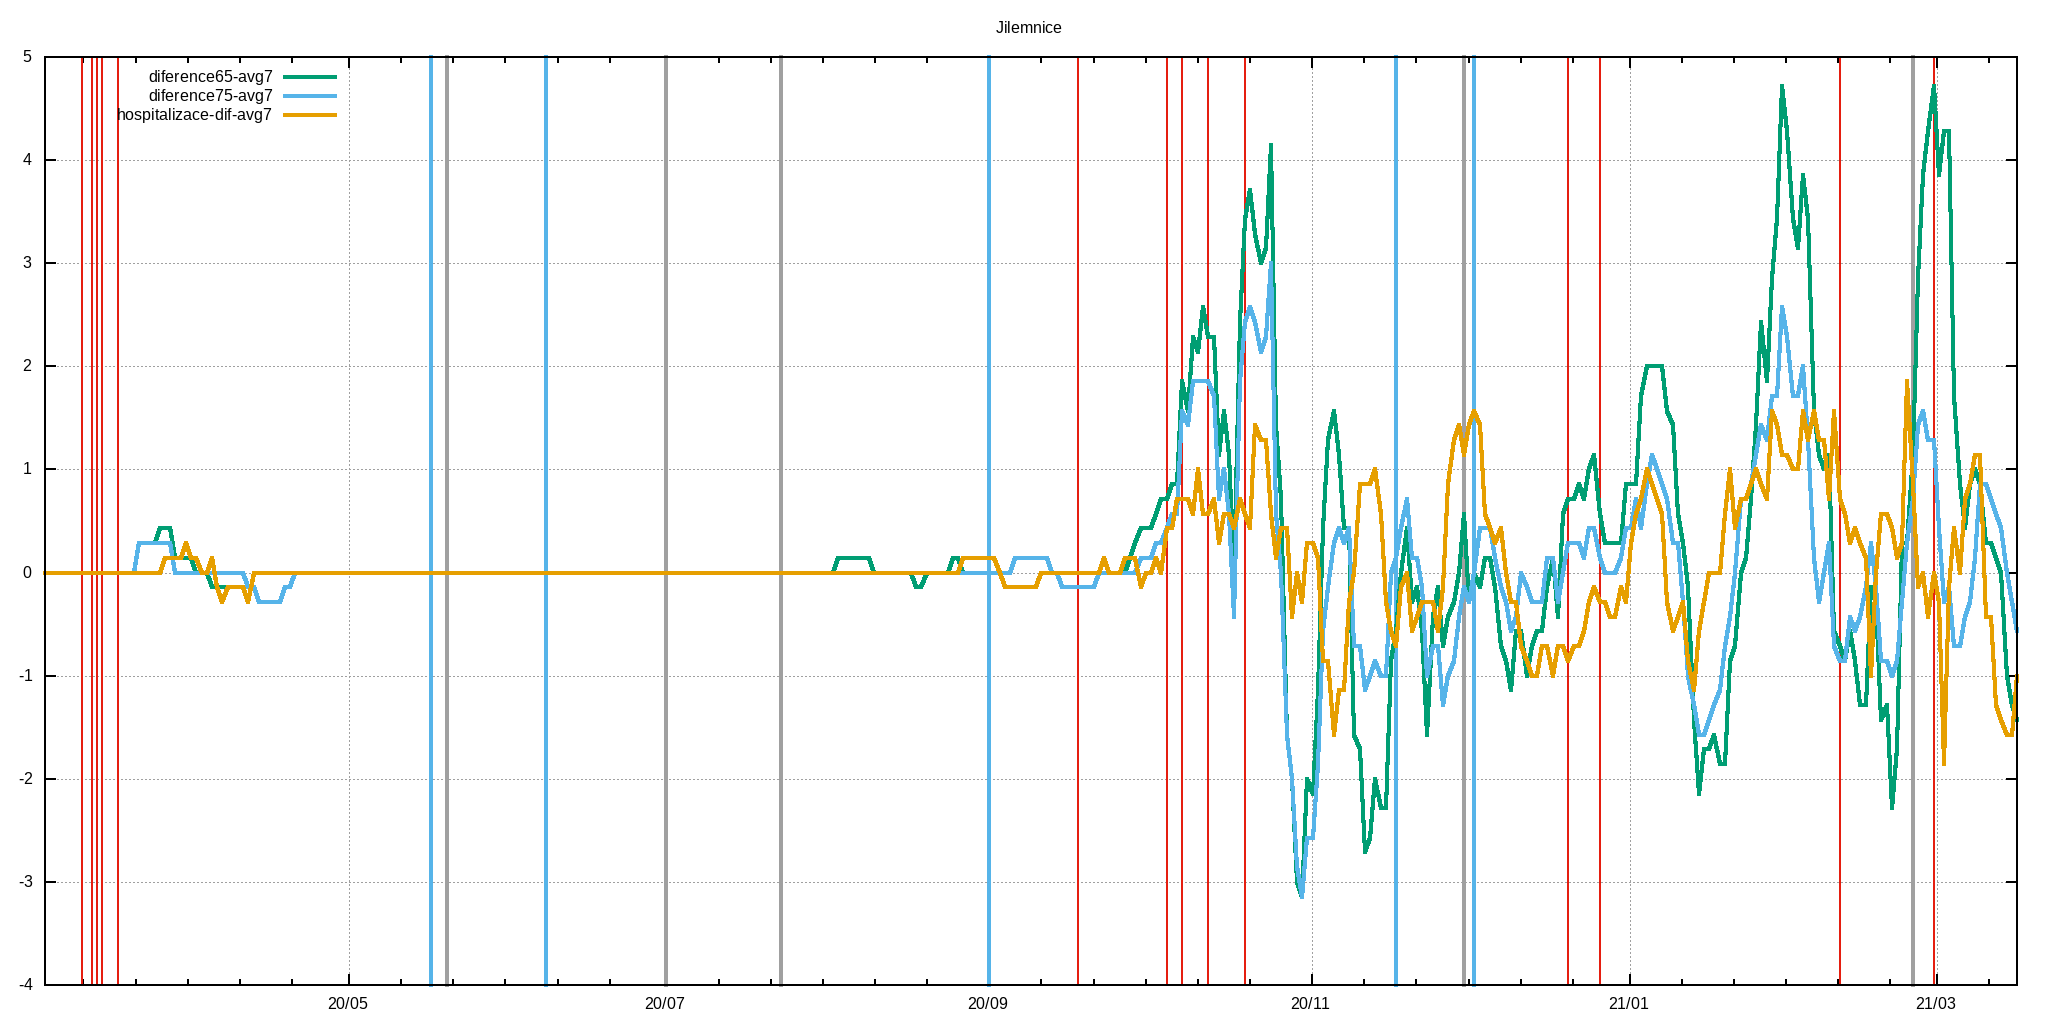 Jilemnice
diference65-avg7
diference75-avg7
hospitalizace-dif-avg7
5
4
3
2
1
0
-1
-2
-3
-4
20/05 20/07 20/09 20/11 21/01 21/03